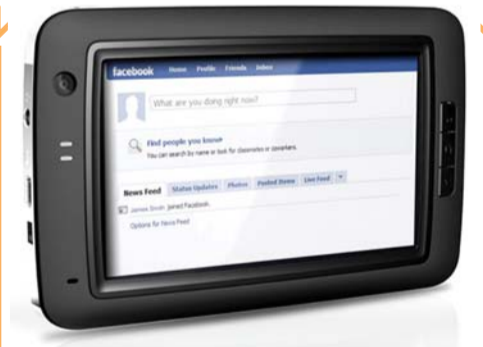 facebook Home Profile Friends Inbox
What are you doing right now?
Find people you know
You can search by name or look for classmates or coworkers.
News Feed Status Updates Photos Posted Items Live Feed
James Smith joined Facebook.
Options for News Feed